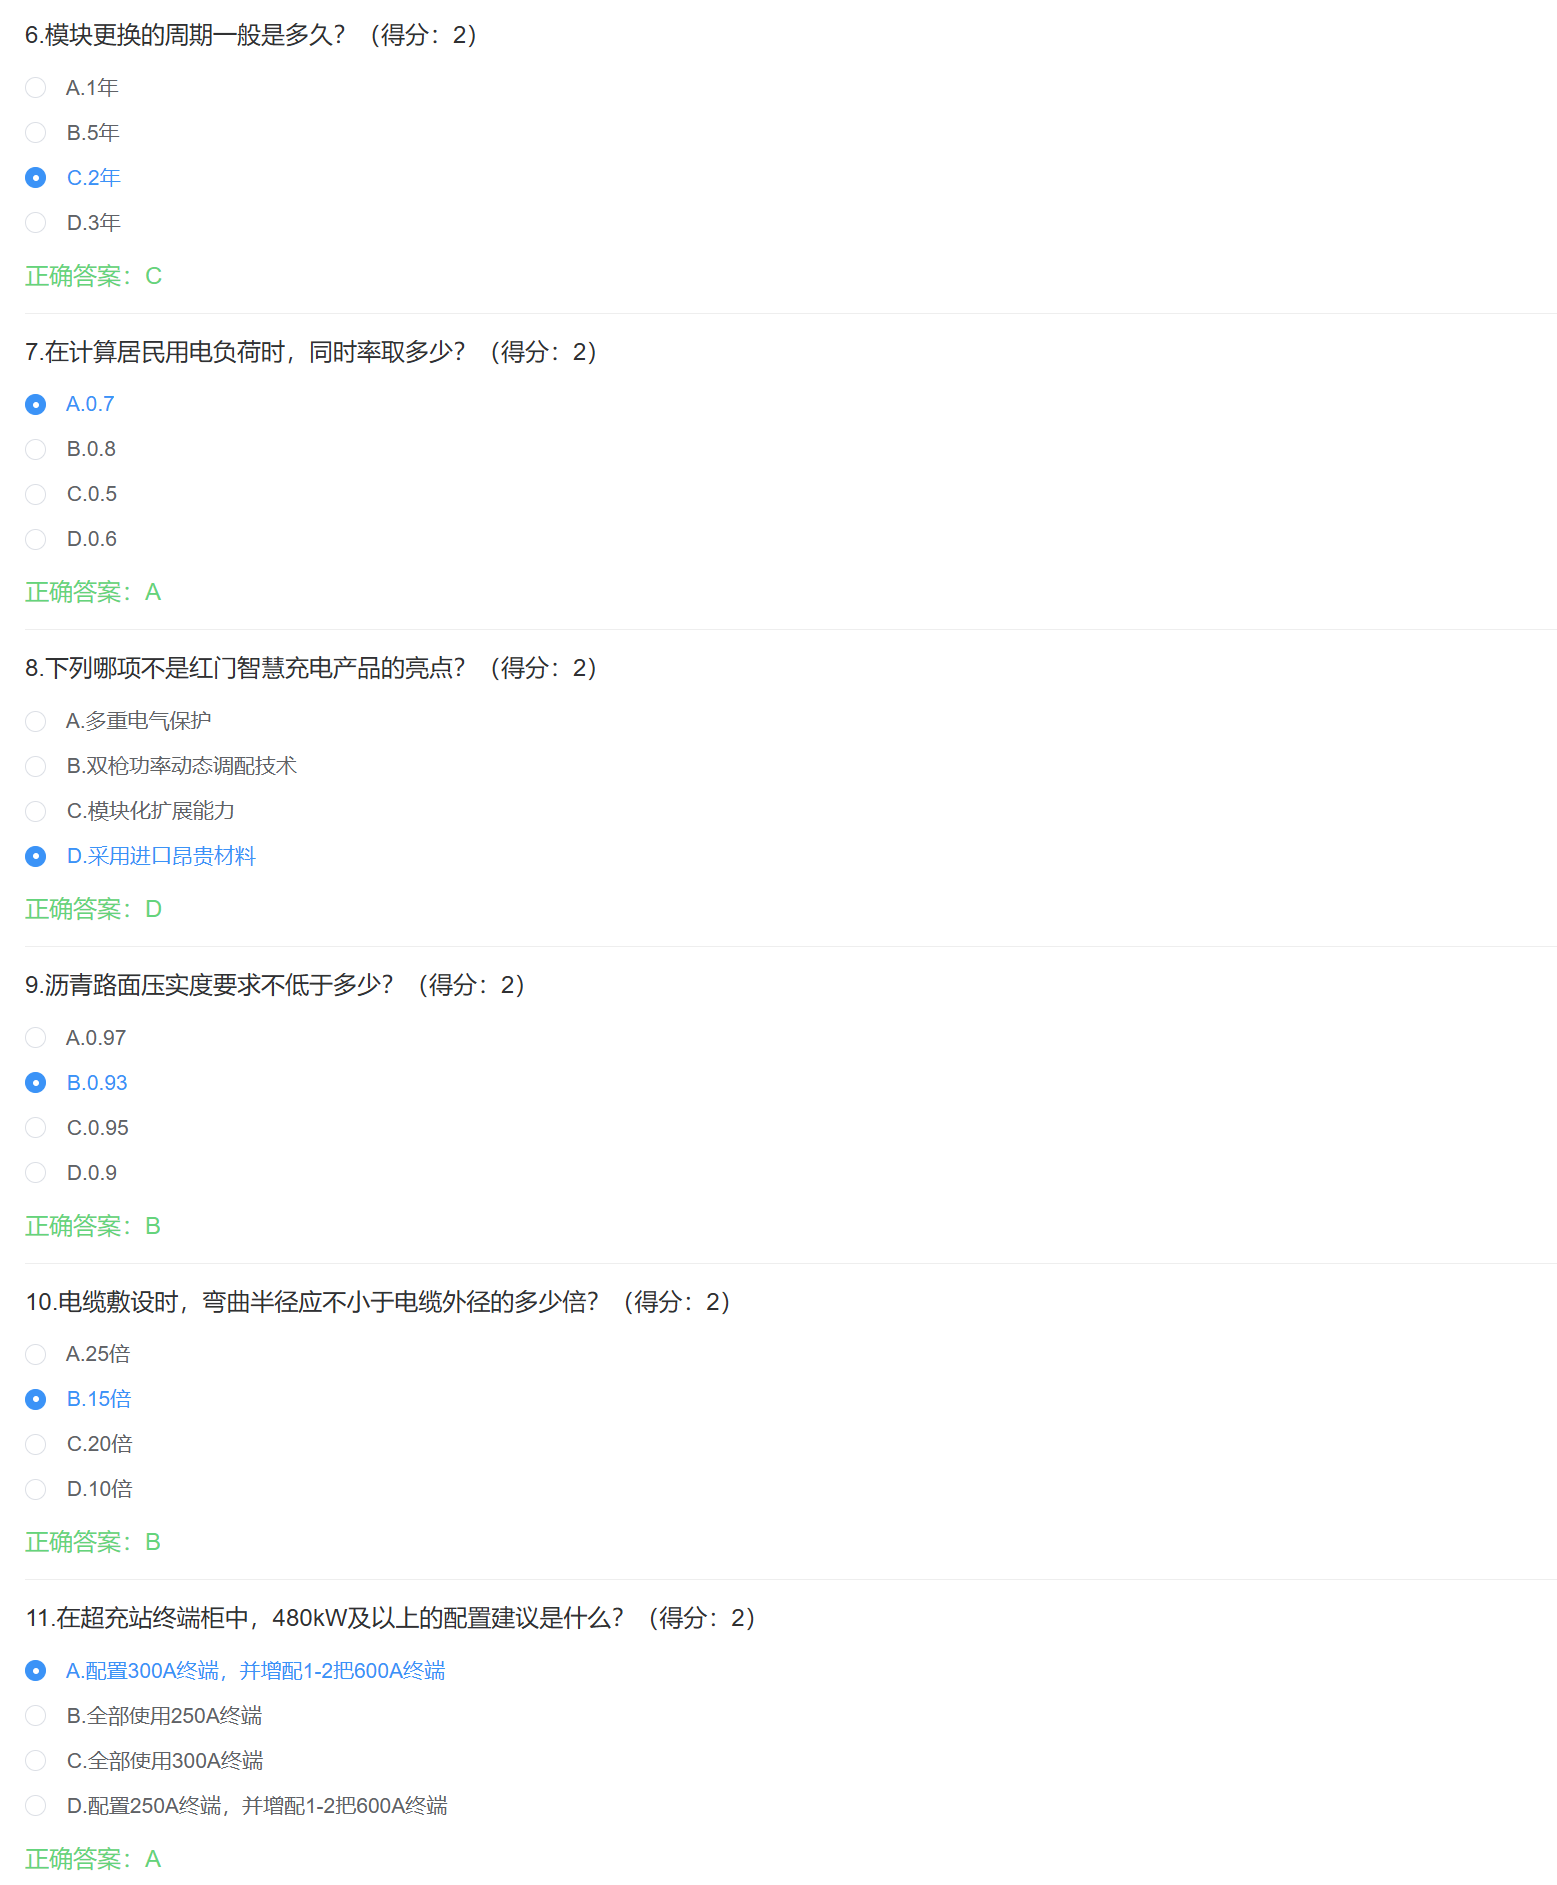 6.模块更换的周期一般是多久？（得分：2）
A.1年
B.5年
C.2年
D.3年
正确答案：C
7.在计算居民用电负荷时，同时率取多少？（得分：2）
A.0.7
B.0.8
C.0.5
D.0.6
正确答案：A
8.下列哪项不是红门智慧充电产品的亮点？（得分：2）
A.多重电气保护
B.双枪功率动态调配技术
C.模块化扩展能力
D.采用进口昂贵材料
正确答案：D
9.沥青路面压实度要求不低于多少？（得分：2）
A.0.97
B.0.93
C.0.95
D.0.9
正确答案：B
10.电缆敷设时，弯曲半径应不小于电缆外径的多少倍？（得分：2）
A.25倍
B.15倍
C.20倍
D.10倍
正确答案：B
11.在超充站终端柜中，480kW及以上的配置建议是什么？（得分：2）
A.配置300A终端，并增配1-2把600A终端
B.全部使用250A终端
C.全部使用300A终端
D.配置250A终端，并增配1-2把600A终端
正确答案：A